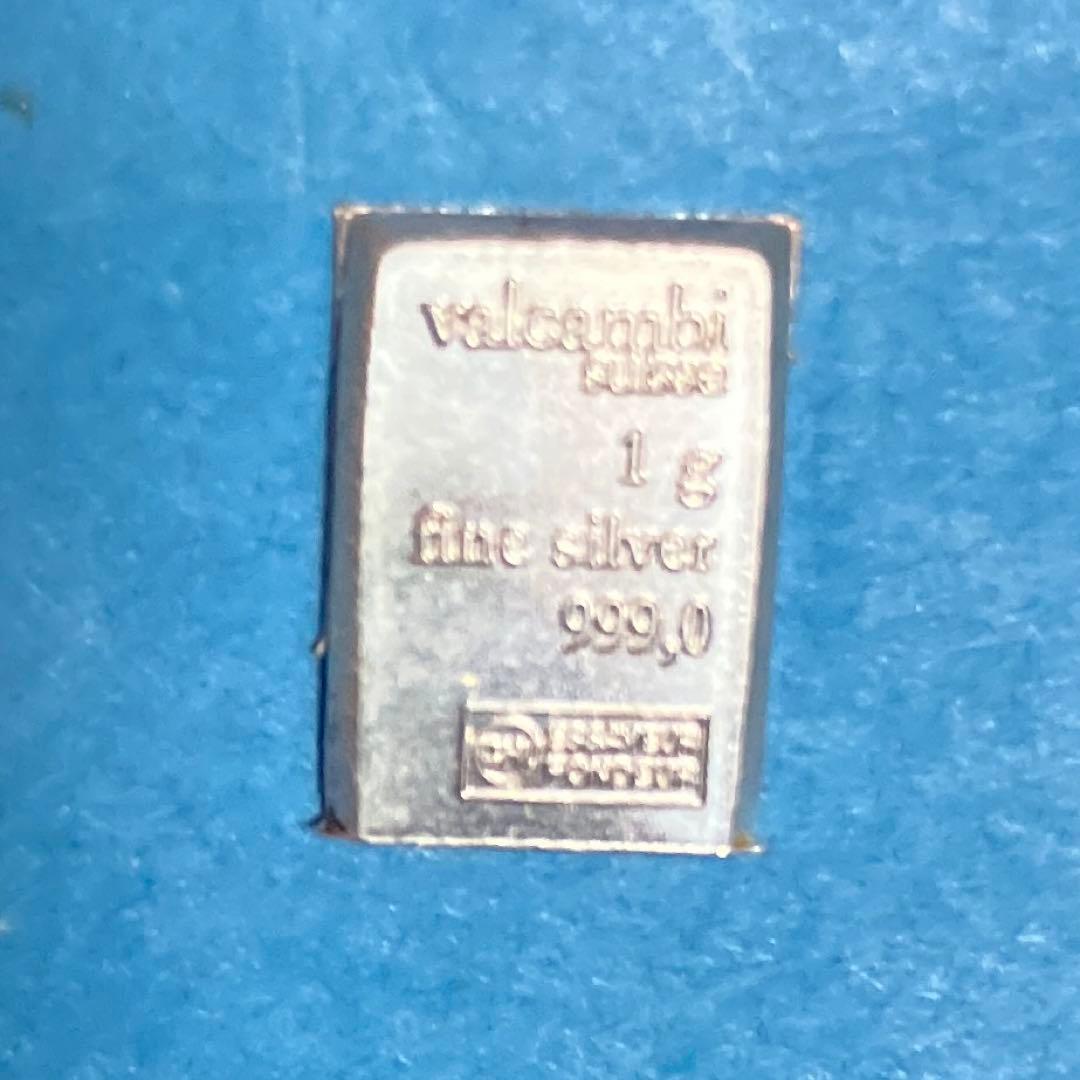 valcambi
suisse
1 g
fine silver
999,0